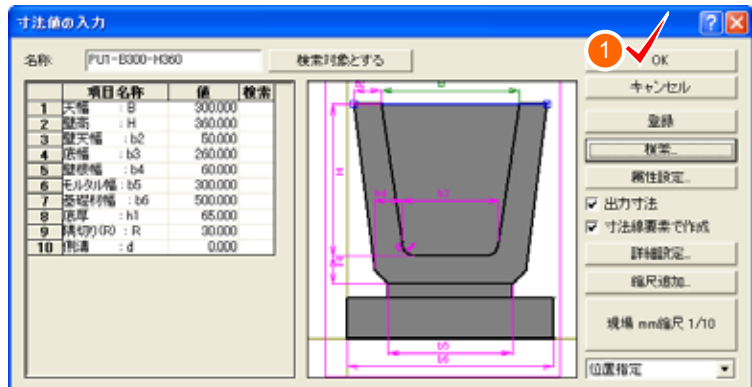 寸法値の入力
名称: PU1-B300-H360 検索対象とする
項目名称 値 検索
1 天幅 : B 300.000
2 壁高 : H 360.000
3 壁天幅 : b2 50.000
4 底幅 : b3 260.000
5 壁根幅 : b4 60.000
6 モルタル幅 : b5 300.000
7 基礎材幅 : b6 500.000
8 底厚 : h1 65.000
9 隅切り(R) : R 30.000
10 側溝 : d 0.000
B
H
b5
b6
1
OK
キャンセル
登録
検索...
属性設定...
出力寸法
寸法線要素で作成
詳細設定...
縮尺追加...
現場 mm縮尺 1/10
位置指定